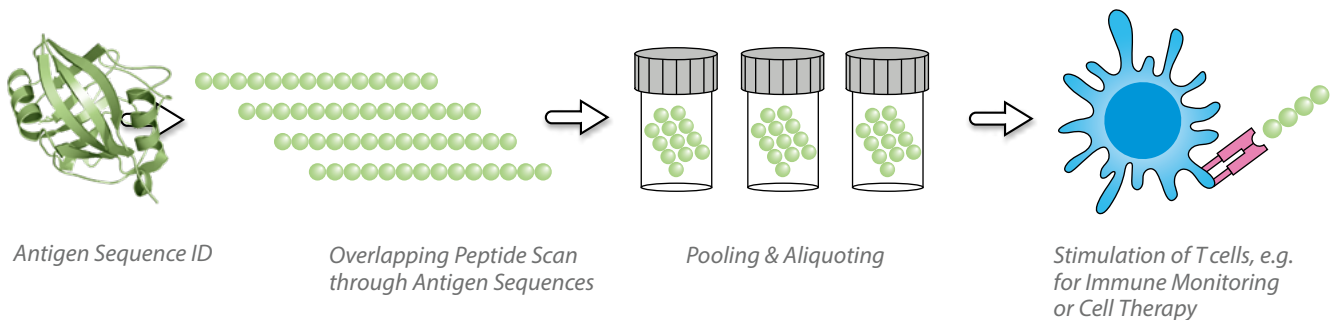 Antigen Sequence ID
Overlapping Peptide Scan
through Antigen Sequences
Pooling & Aliquoting
Stimulation of T cells, e.g.
for Immune Monitoring
or Cell Therapy